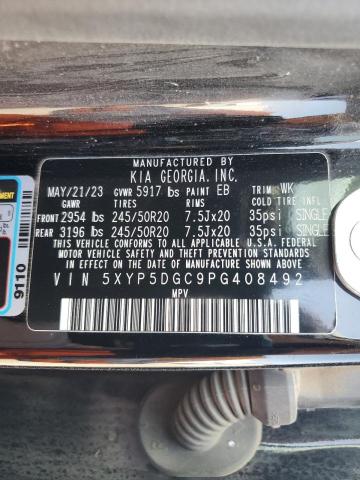 MANUFACTURED BY
KIA GEORGIA, INC.
MAY/21/23 GVWR 5917 lbs PAINT EB TRIM WK
GAWR TIRES RIMS COLD TIRE INFL.
FRONT 2954 lbs 245/50R20 7.5Jx20 35psi SINGLE
REAR 3196 lbs 245/50R20 7.5Jx20 35psi SINGLE
THIS VEHICLE CONFORMS TO ALL APPLICABLE U.S. FEDERAL
MOTOR VEHICLE SAFETY, BUMPER, AND THEFT
PREVENTION STANDARDS IN EFFECT ON THE DATE OF
MANUFACTURE SHOWN ABOVE.
VIN 5XYP5DGC9PG408492
MPV
9110